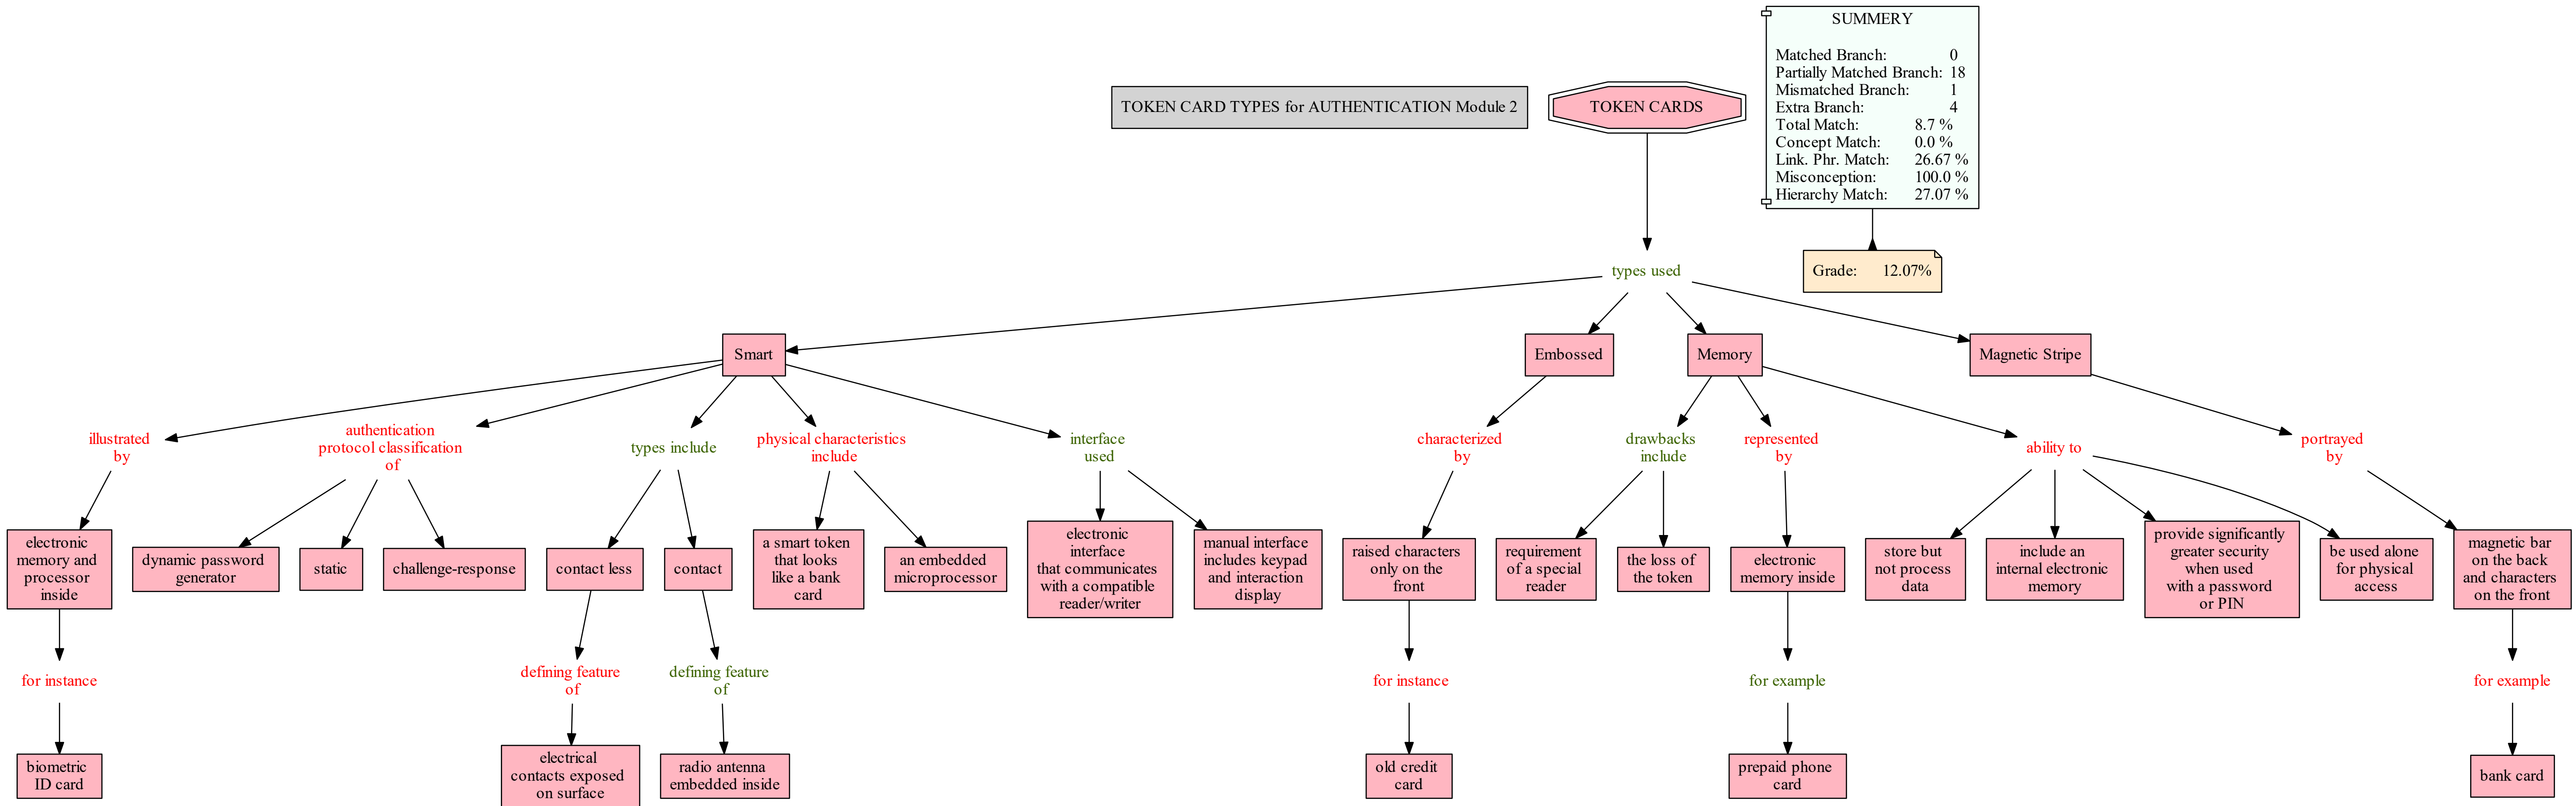 SUMMERY
Matched Branch: 0
Partially Matched Branch: 18
Mismatched Branch: 1
Extra Branch: 4
Total Match: 8.7 %
Concept Match: 0.0 %
Link. Phr. Match: 26.67 %
Misconception: 100.0 %
Hierarchy Match: 27.07 %
TOKEN CARD TYPES for AUTHENTICATION Module 2
TOKEN CARDS
Grade: 12.07%
types used
Smart
Embossed
Memory
Magnetic Stripe
illustrated
by
authentication
protocol classification
of
types include
physical characteristics
include
interface
used
characterized
by
drawbacks
include
represented
by
ability to
portrayed
by
electronic
memory and
processor
inside
dynamic password
generator
static
challenge-response
contact less
contact
a smart token
that looks
like a bank
card
an embedded
microprocessor
electronic
interface
that communicates
with a compatible
reader/writer
manual interface
includes keypad
and interaction
display
raised characters
only on the
front
requirement
of a special
reader
the loss of
the token
electronic
memory inside
store but
not process
data
include an
internal electronic
memory
provide significantly
greater security
when used
with a password
or PIN
be used alone
for physical
access
magnetic bar
on the back
and characters
on the front
for instance
defining feature
of
defining feature
of
for instance
for example
for example
biometric
ID card
electrical
contacts exposed
on surface
radio antenna
embedded inside
old credit
card
prepaid phone
card
bank card